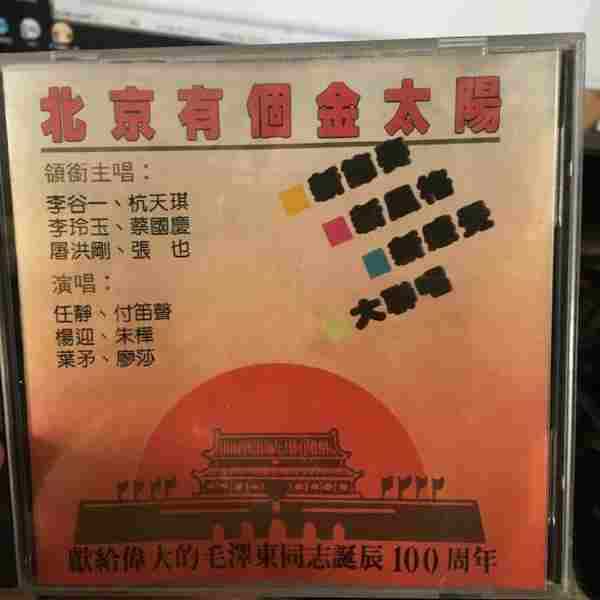 北京有個金太陽
領銜主唱：
李谷一、杭天琪
李玲玉、蔡國慶
屠洪剛、張 也
演唱：
任靜、付笛聲
楊迎、朱樺
葉矛、廖莎
新節奏
新風格
新感受
大聯唱
獻給偉大的毛澤東同志誕辰100周年